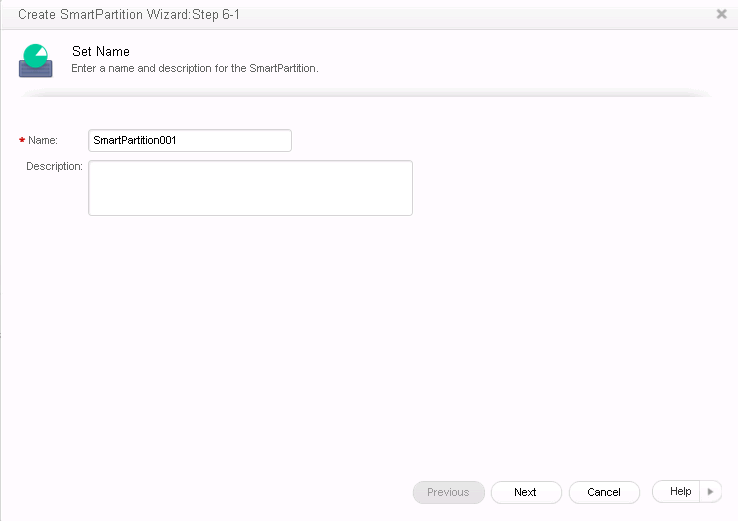 Create SmartPartition Wizard:Step 6-1
Set Name
Enter a name and description for the SmartPartition.
* Name: SmartPartition001
Description:
Previous Next Cancel Help